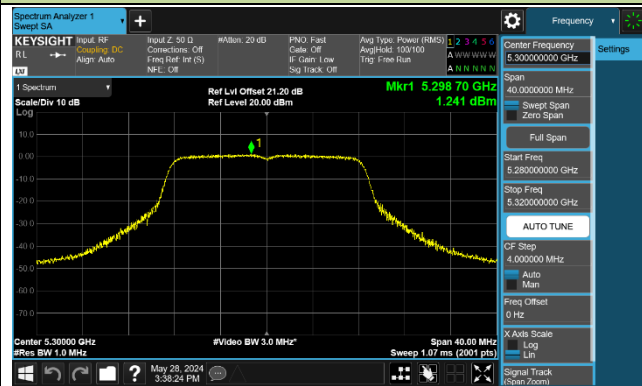 Spectrum Analyzer 1
Swept SA
Frequency
KEYSIGHT
Input: RF
Input Z: 50 Ω
#Atten: 20 dB
PNO: Fast
Avg Type: Power (RMS)
1 2 3 4 5 6
RL
Coupling: DC
Corrections: Off
Gate: Off
Avg|Hold: 100/100
A W W W W W
Align: Auto
Freq Ref: Int (S)
IF Gain: Low
Trig: Free Run
NFE: Off
Sig Track: Off
A N N N N N
LXI
1 Spectrum
Scale/Div 10 dB
Log
Ref Lvl Offset 21.20 dB
Ref Level 20.00 dBm
Mkr1 5.298 70 GHz
1.241 dBm
1
10.0
0.00
-10.0
-20.0
-30.0
-40.0
-50.0
-60.0
-70.0
Center 5.30000 GHz
#Video BW 3.0 MHz*
Span 40.00 MHz
#Res BW 1.0 MHz
Sweep 1.07 ms (2001 pts)
May 28, 2024
3:38:24 PM
Center Frequency
5.300000000 GHz
Settings
Span
40.0000000 MHz
Swept Span
Zero Span
Full Span
Start Freq
5.280000000 GHz
Stop Freq
5.320000000 GHz
AUTO TUNE
CF Step
4.000000 MHz
Auto
Man
Freq Offset
0 Hz
X Axis Scale
Log
Lin
Signal Track
(Span Zoom)